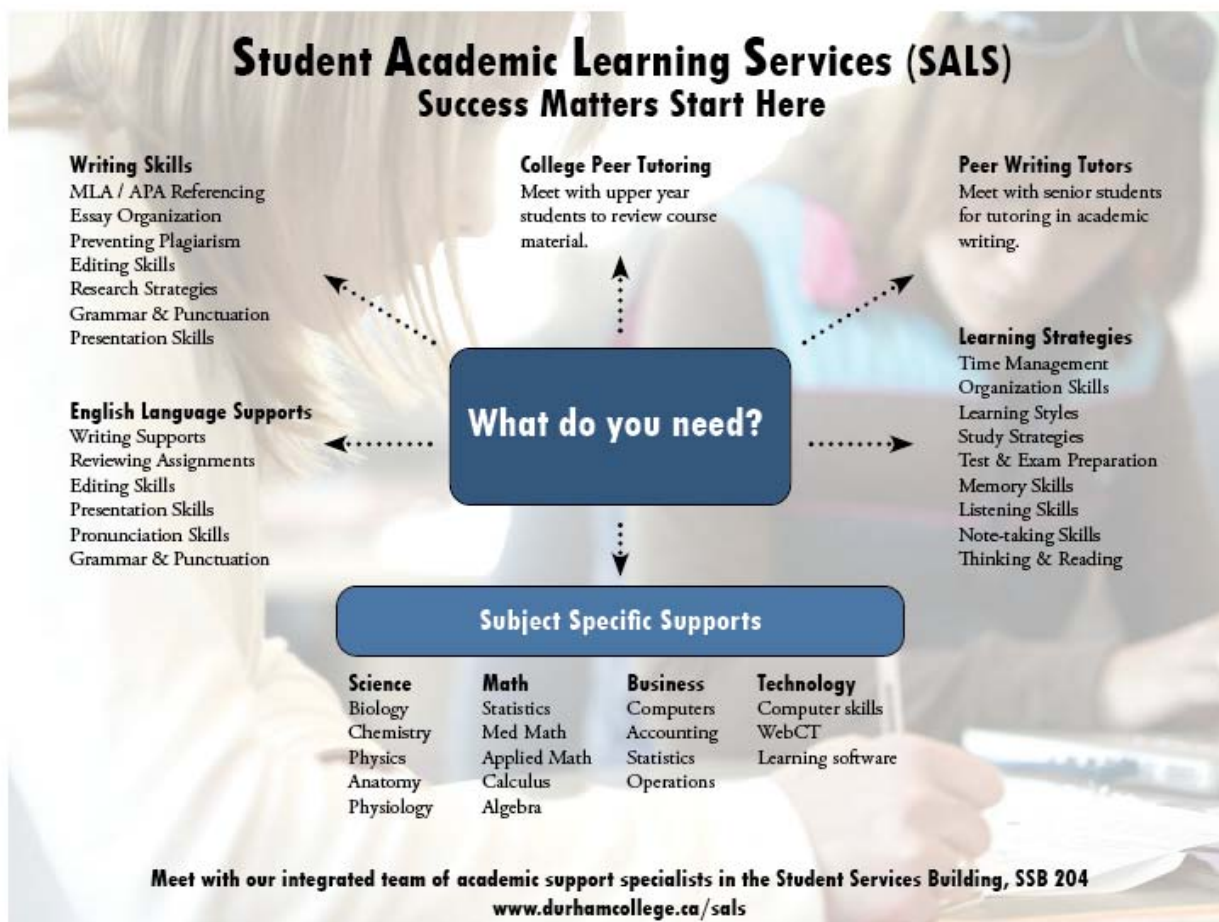 Student Academic Learning Services (SALS)
Success Matters Start Here
Writing Skills
MLA / APA Referencing
Essay Organization
Preventing Plagiarism
Editing Skills
Research Strategies
Grammar & Punctuation
Presentation Skills
College Peer Tutoring
Meet with upper year
students to review course
material.
Peer Writing Tutors
Meet with senior students
for tutoring in academic
writing.
English Language Supports
Writing Supports
Reviewing Assignments
Editing Skills
Presentation Skills
Pronunciation Skills
Grammar & Punctuation
What do you need?
Learning Strategies
Time Management
Organization Skills
Learning Styles
Study Strategies
Test & Exam Preparation
Memory Skills
Listening Skills
Note-taking Skills
Thinking & Reading
Subject Specific Supports
Science
Biology
Chemistry
Physics
Anatomy
Physiology
Math
Statistics
Med Math
Applied Math
Calculus
Algebra
Business
Computers
Accounting
Statistics
Operations
Technology
Computer skills
WebCT
Learning software
Meet with our integrated team of academic support specialists in the Student Services Building, SSB 204
www.durhamcollege.ca/sals